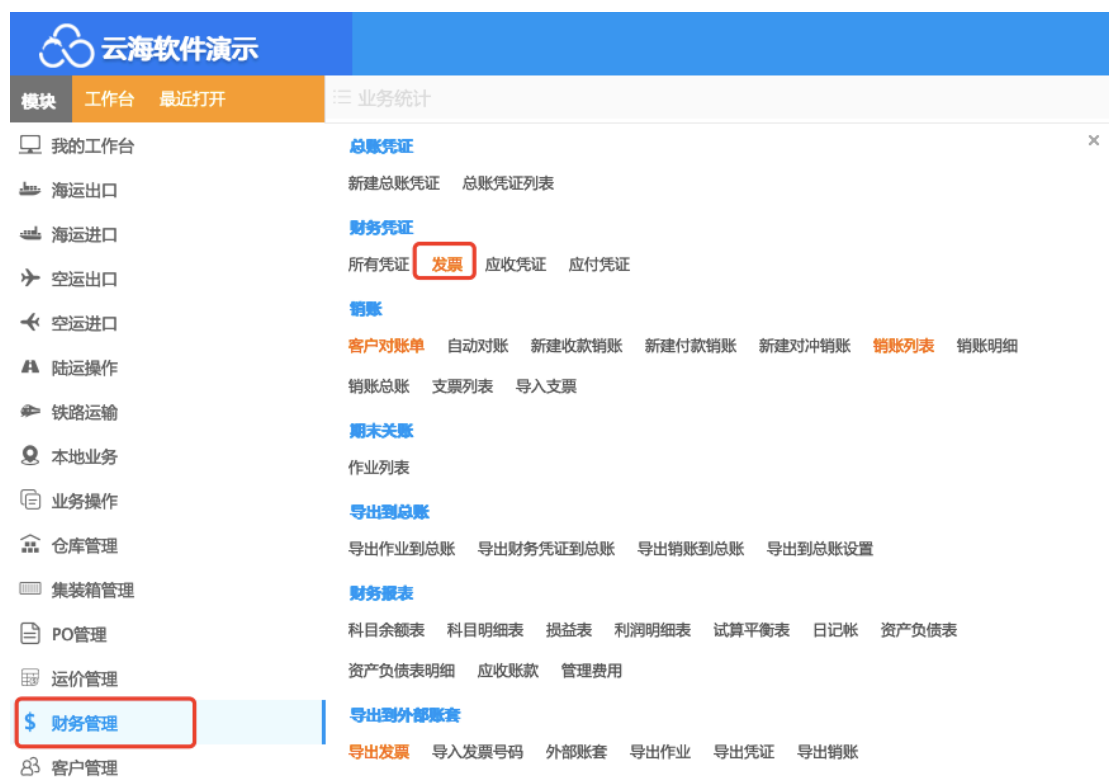 云海软件演示
模块 工作台 最近打开 业务统计
我的工作台
海运出口
海运进口
空运出口
空运进口
陆运操作
铁路运输
本地业务
业务操作
仓库管理
集装箱管理
PO管理
运价管理
$ 财务管理
客户管理
×
总账凭证
新建总账凭证 总账凭证列表
财务凭证
所有凭证 发票 应收凭证 应付凭证
销账
客户对账单 自动对账 新建收款销账 新建付款销账 新建对冲销账 销账列表 销账明细
销账总账 支票列表 导入支票
期末关账
作业列表
导出到总账
导出作业到总账 导出财务凭证到总账 导出销账到总账 导出到总账设置
财务报表
科目余额表 科目明细表 损益表 利润明细表 试算平衡表 日记帐 资产负债表
资产负债表明细 应收账款 管理费用
导出到外部账套
导出发票 导入发票号码 外部账套 导出作业 导出凭证 导出销账